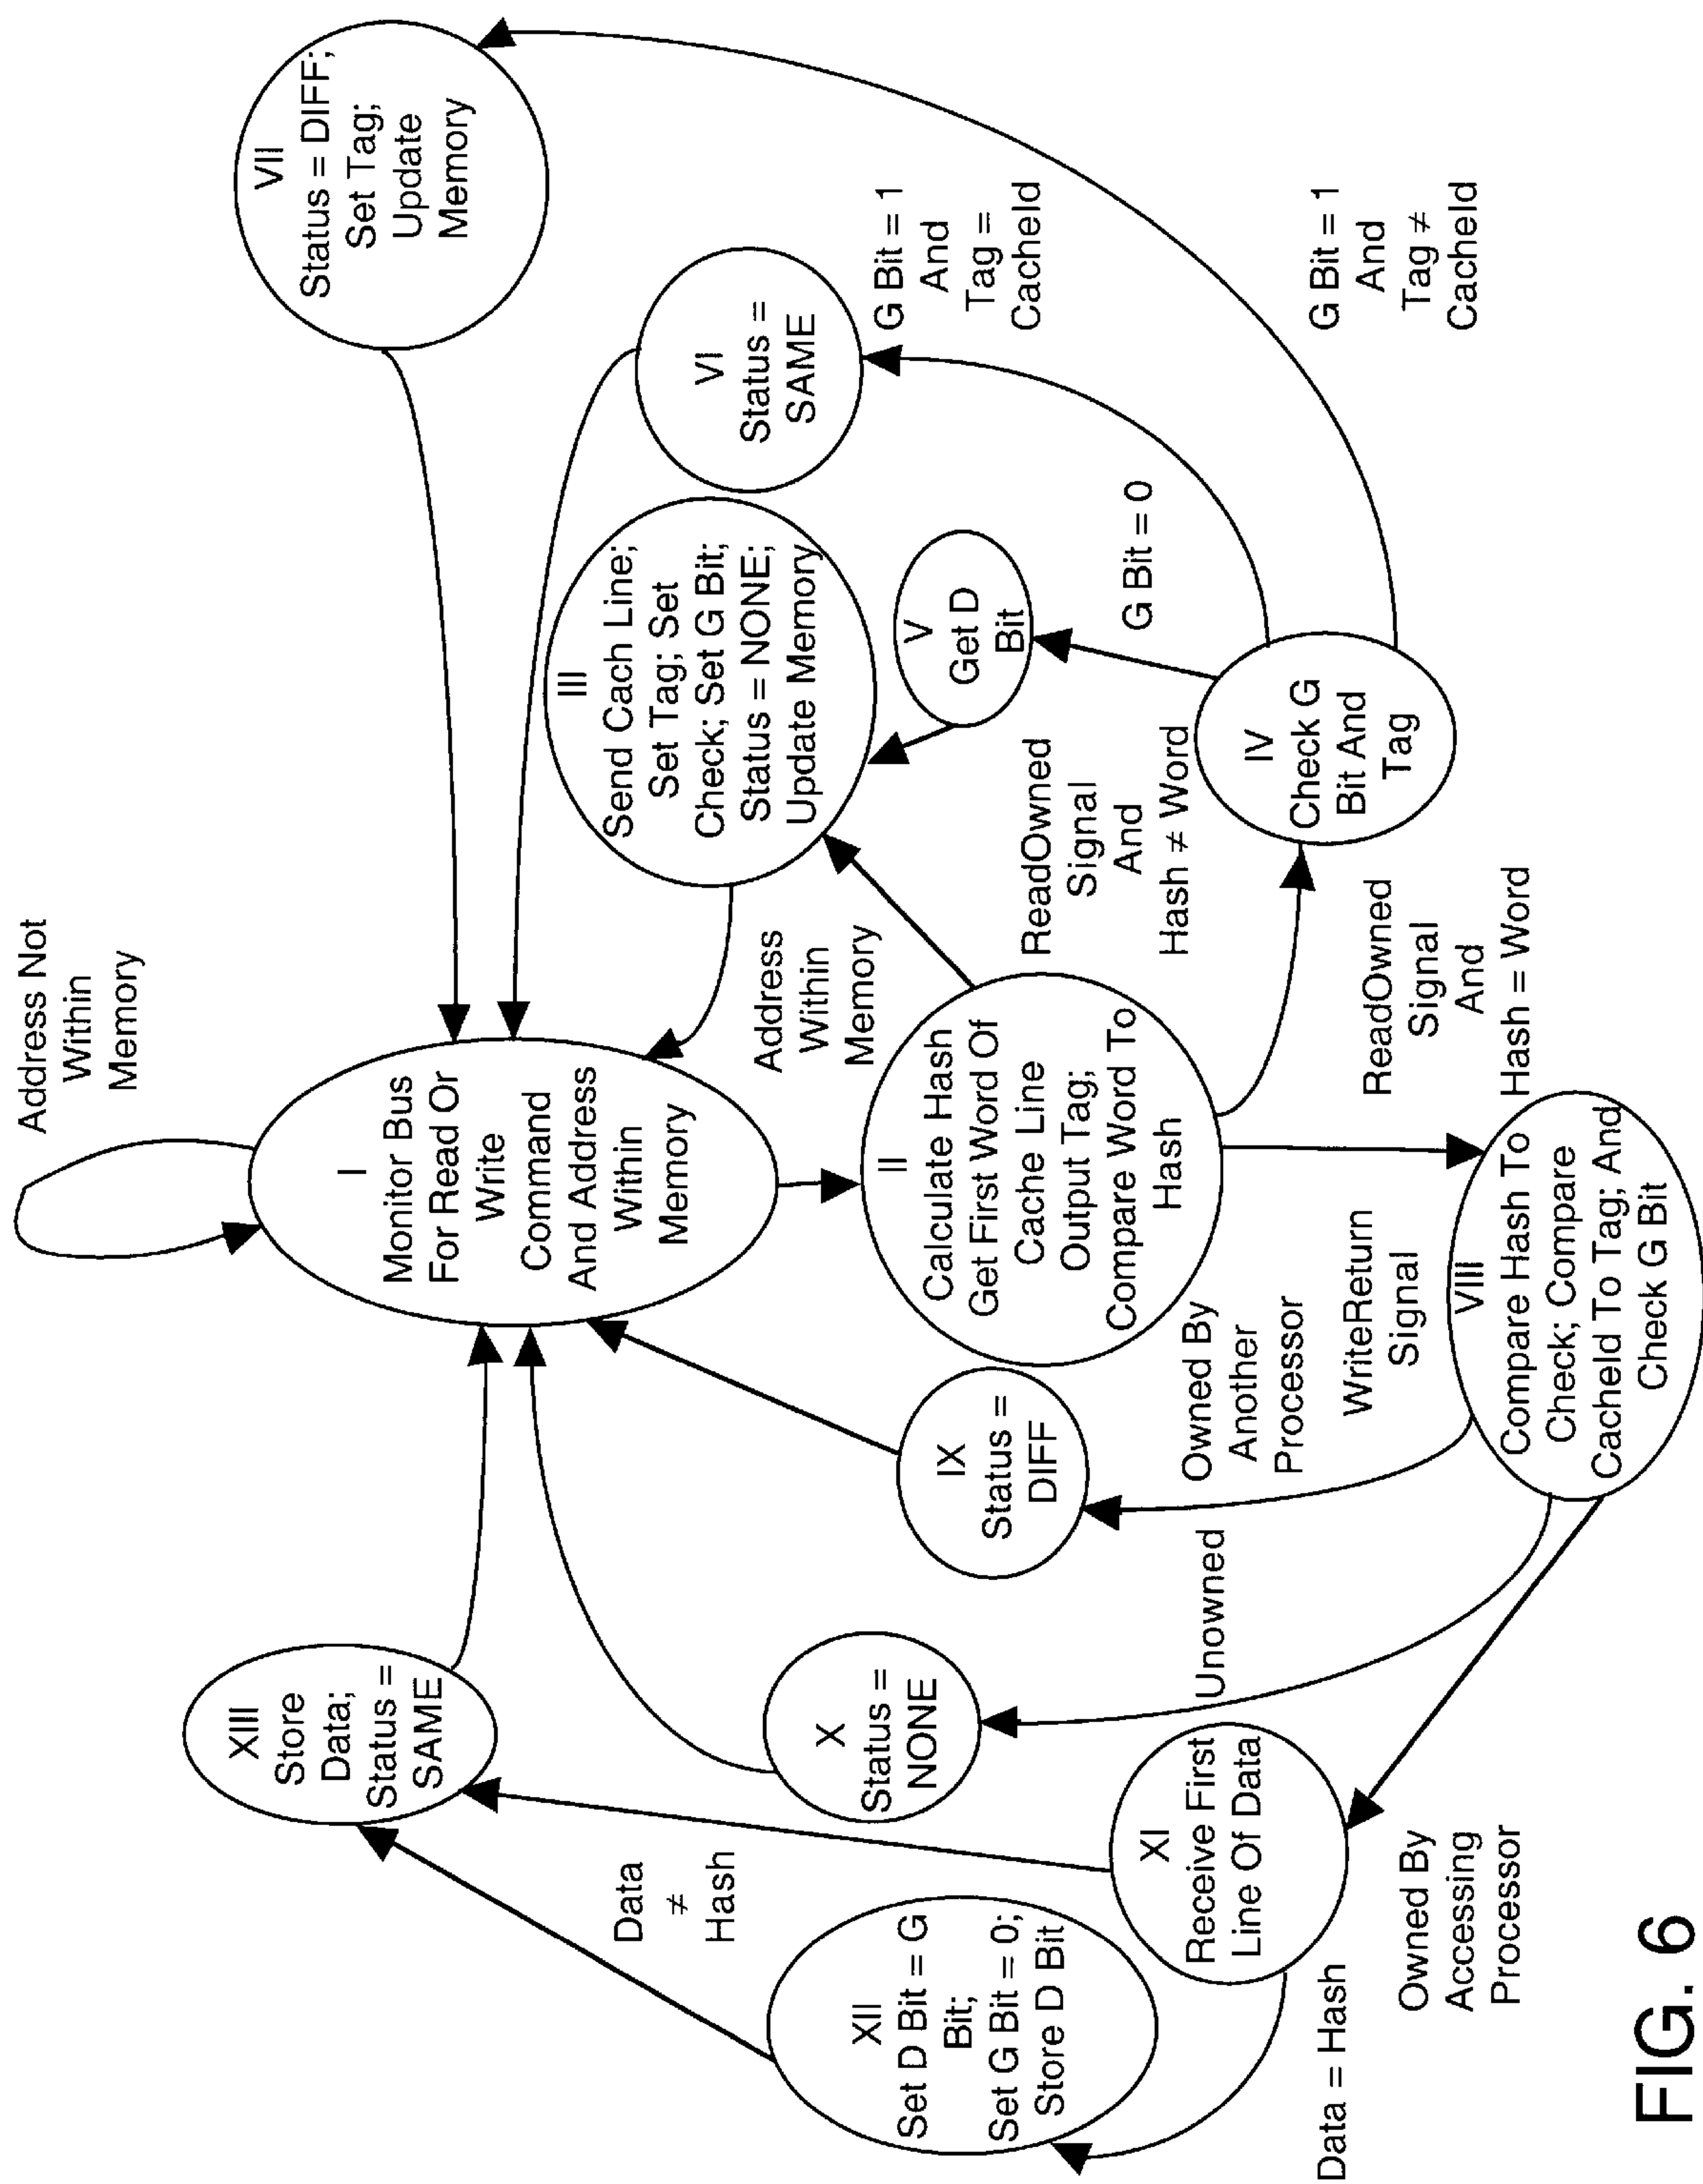 Address Not
Within
Memory
I
Monitor Bus
For Read Or
Write
Command
And Address
Within
Memory
Address
Within
Memory
II
Calculate Hash
Get First Word Of
Cache Line
Output Tag;
Compare Word To
Hash
ReadOwned
Signal
And
Hash ≠ Word
III
Send Cach Line;
Set Tag; Set
Check; Set G Bit;
Status = NONE;
Update Memory
ReadOwned
Signal
And
Hash = Word
IV
Check G
Bit And
Tag
G Bit = 0
V
Get D
Bit
G Bit = 1
And
Tag =
CacheId
VI
Status =
SAME
G Bit = 1
And
Tag ≠
CacheId
VII
Status = DIFF;
Set Tag;
Update
Memory
WriteReturn
Signal
VIII
Compare Hash To
Check; Compare
CacheId To Tag; And
Check G Bit
Owned By
Another
Processor
IX
Status =
DIFF
Unowned
X
Status =
NONE
Owned By
Accessing
Processor
XI
Receive First
Line Of Data
Data = Hash
XII
Set D Bit = G
Bit;
Set G Bit = 0;
Store D Bit
Data
≠
Hash
XIII
Store
Data;
Status =
SAME
FIG. 6